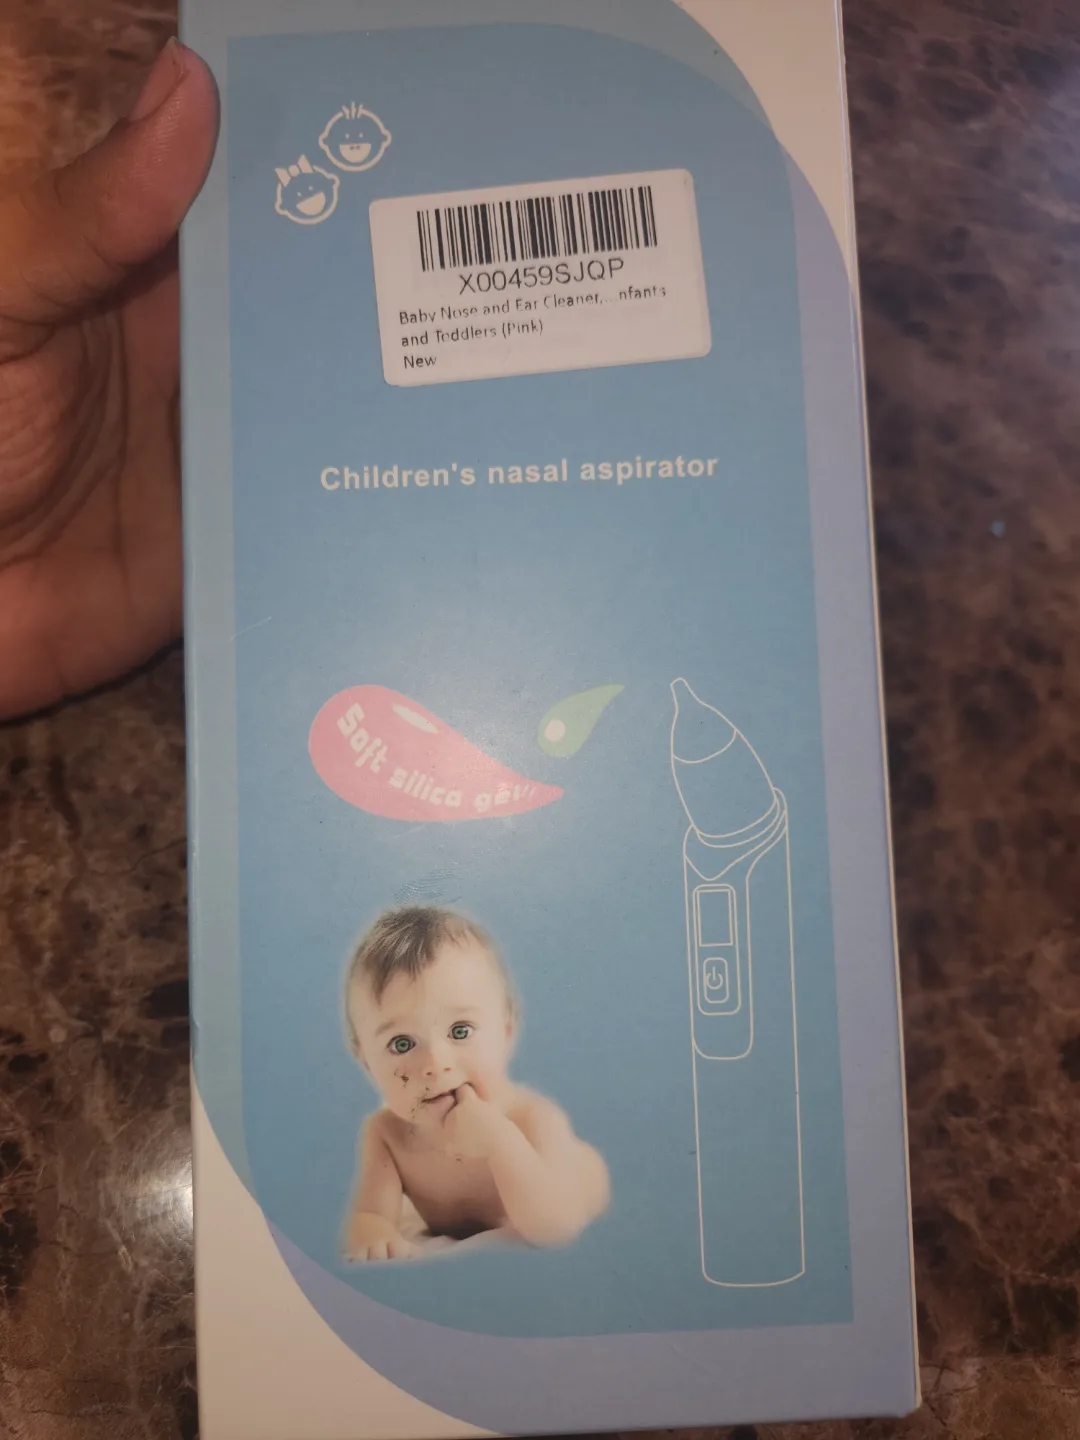 X00459SJQP
Baby Nose and Ear Cleaner,...nfants
and Toddlers (Pink)
New
Children's nasal aspirator
Soft silica gel